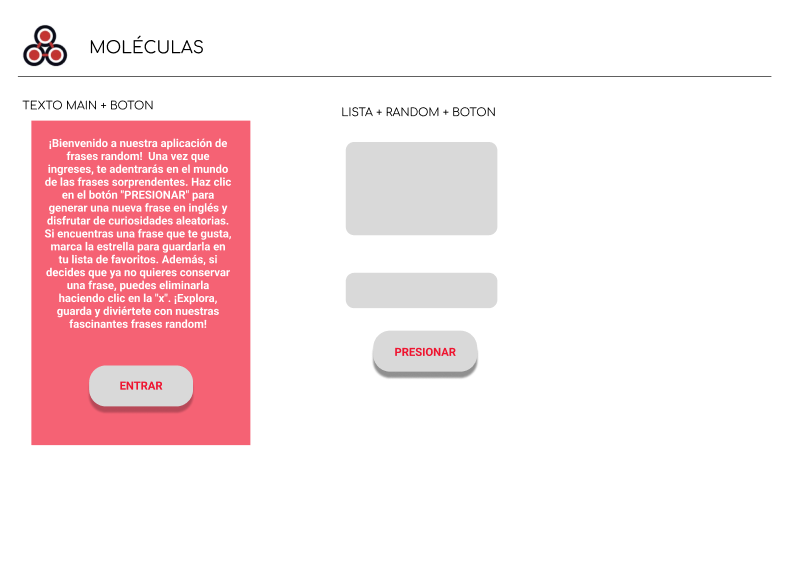 MOLÉCULAS
TEXTO MAIN + BOTON
¡Bienvenido a nuestra aplicación de
frases random!  Una vez que
ingreses, te adentrarás en el mundo
de las frases sorprendentes. Haz clic
en el botón "PRESIONAR" para
generar una nueva frase en inglés y
disfrutar de curiosidades aleatorias.
Si encuentras una frase que te gusta,
marca la estrella para guardarla en
tu lista de favoritos. Además, si
decides que ya no quieres conservar
una frase, puedes eliminarla
haciendo clic en la "x". ¡Explora,
guarda y diviértete con nuestras
fascinantes frases random!
ENTRAR
LISTA + RANDOM + BOTON
PRESIONAR